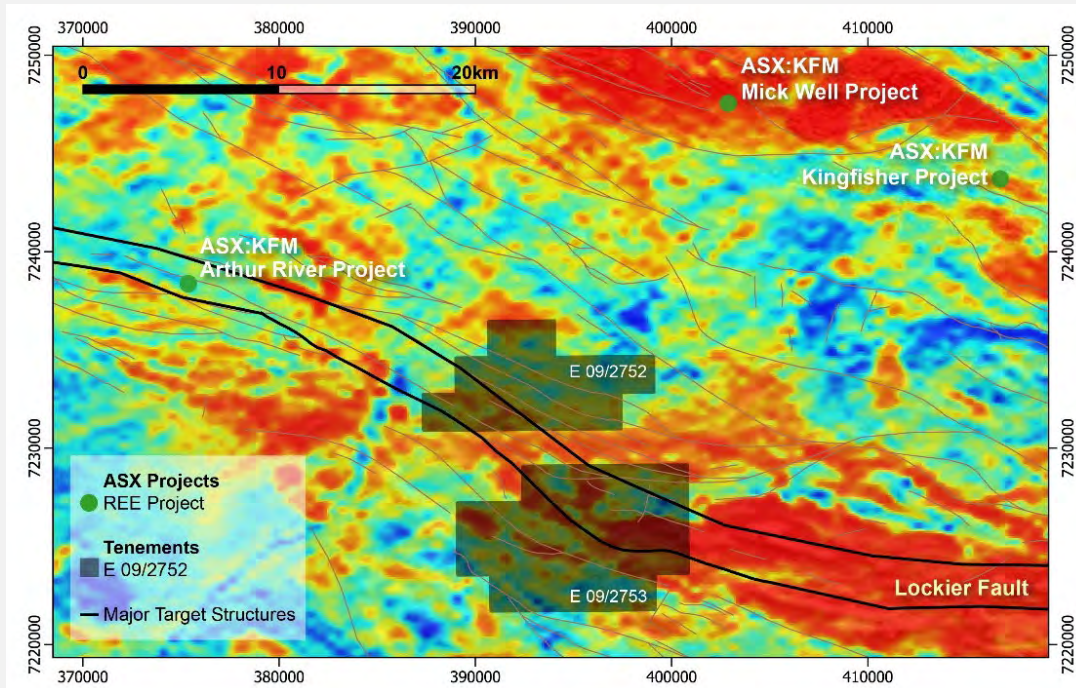 370000
380000
390000
400000
410000
7250000
7250000
0
10
20km
ASX:KFM
Mick Well Project
ASX:KFM
Kingfisher Project
7240000
7240000
ASX:KFM
Arthur River Project
E 09/2752
7230000
7230000
ASX Projects
REE Project
Tenements
E 09/2752
Major Target Structures
E 09/2753
Lockier Fault
7220000
7220000
370000
380000
390000
400000
410000